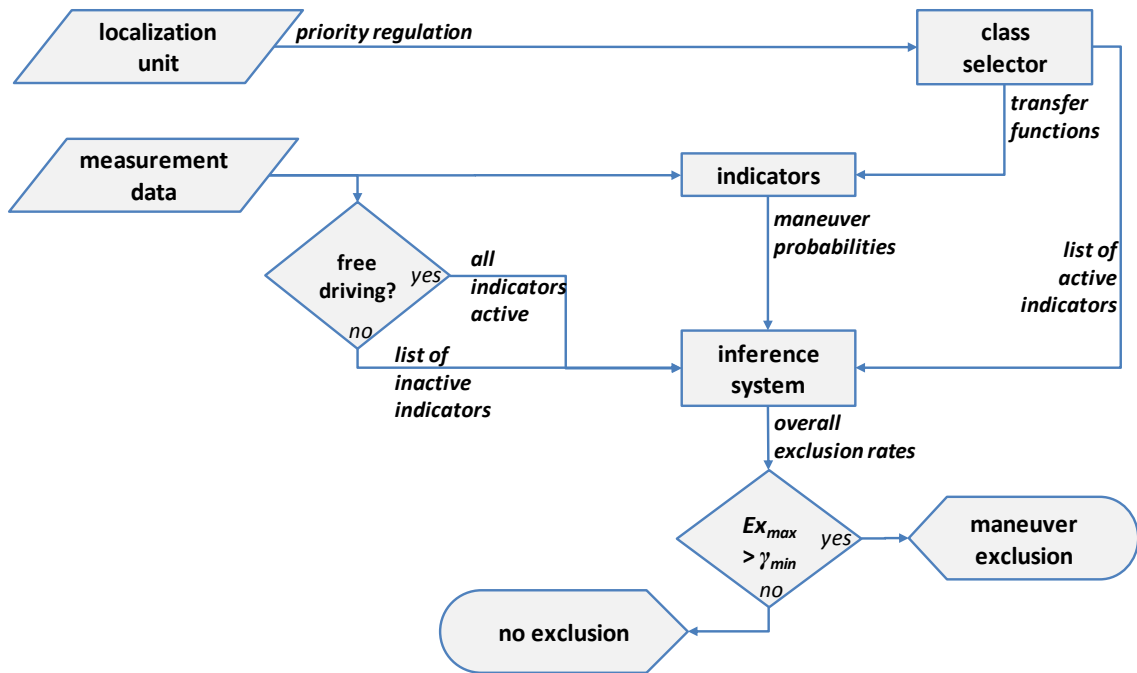 localization
unit
priority regulation
class
selector
transfer
functions
measurement
data
indicators
maneuver
probabilities
list of
active
indicators
free
driving?
yes
no
all
indicators
active
list of
inactive
indicators
inference
system
overall
exclusion rates
Ex_max
> γ_min
yes
no
maneuver
exclusion
no exclusion